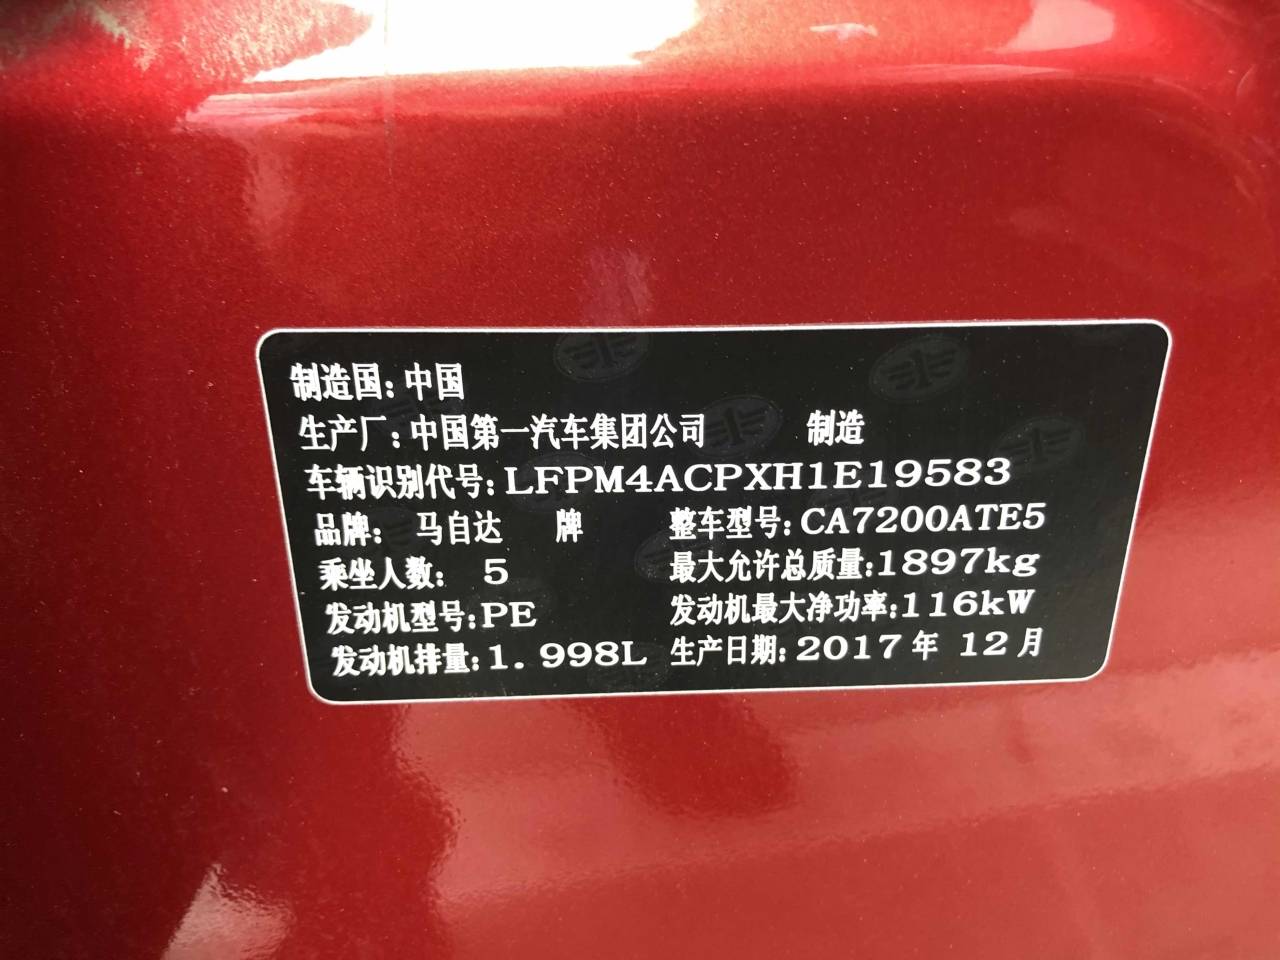 制造国:中国
生产厂:中国第一汽车集团公司 制造
车辆识别代号:LFPM4ACPXH1E19583
品牌: 马自达 牌 整车型号:CA7200ATE5
乘坐人数: 5 最大允许总质量:1897kg
发动机型号:PE 发动机最大净功率:116kW
发动机排量:1.998L 生产日期:2017年 12月